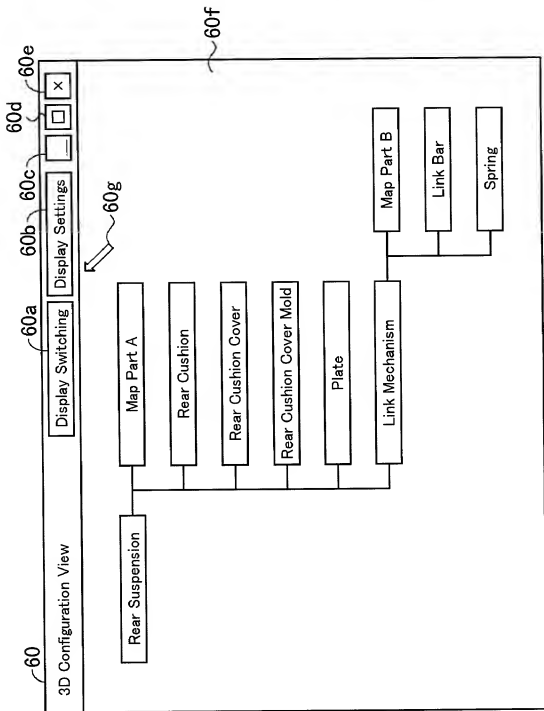 60
60a
60b
60c
60d
60e
3D Configuration View
Display Switching
Display Settings
_
□
×
60g
60f
Rear Suspension
Map Part A
Rear Cushion
Rear Cushion Cover
Rear Cushion Cover Mold
Plate
Link Mechanism
Map Part B
Link Bar
Spring